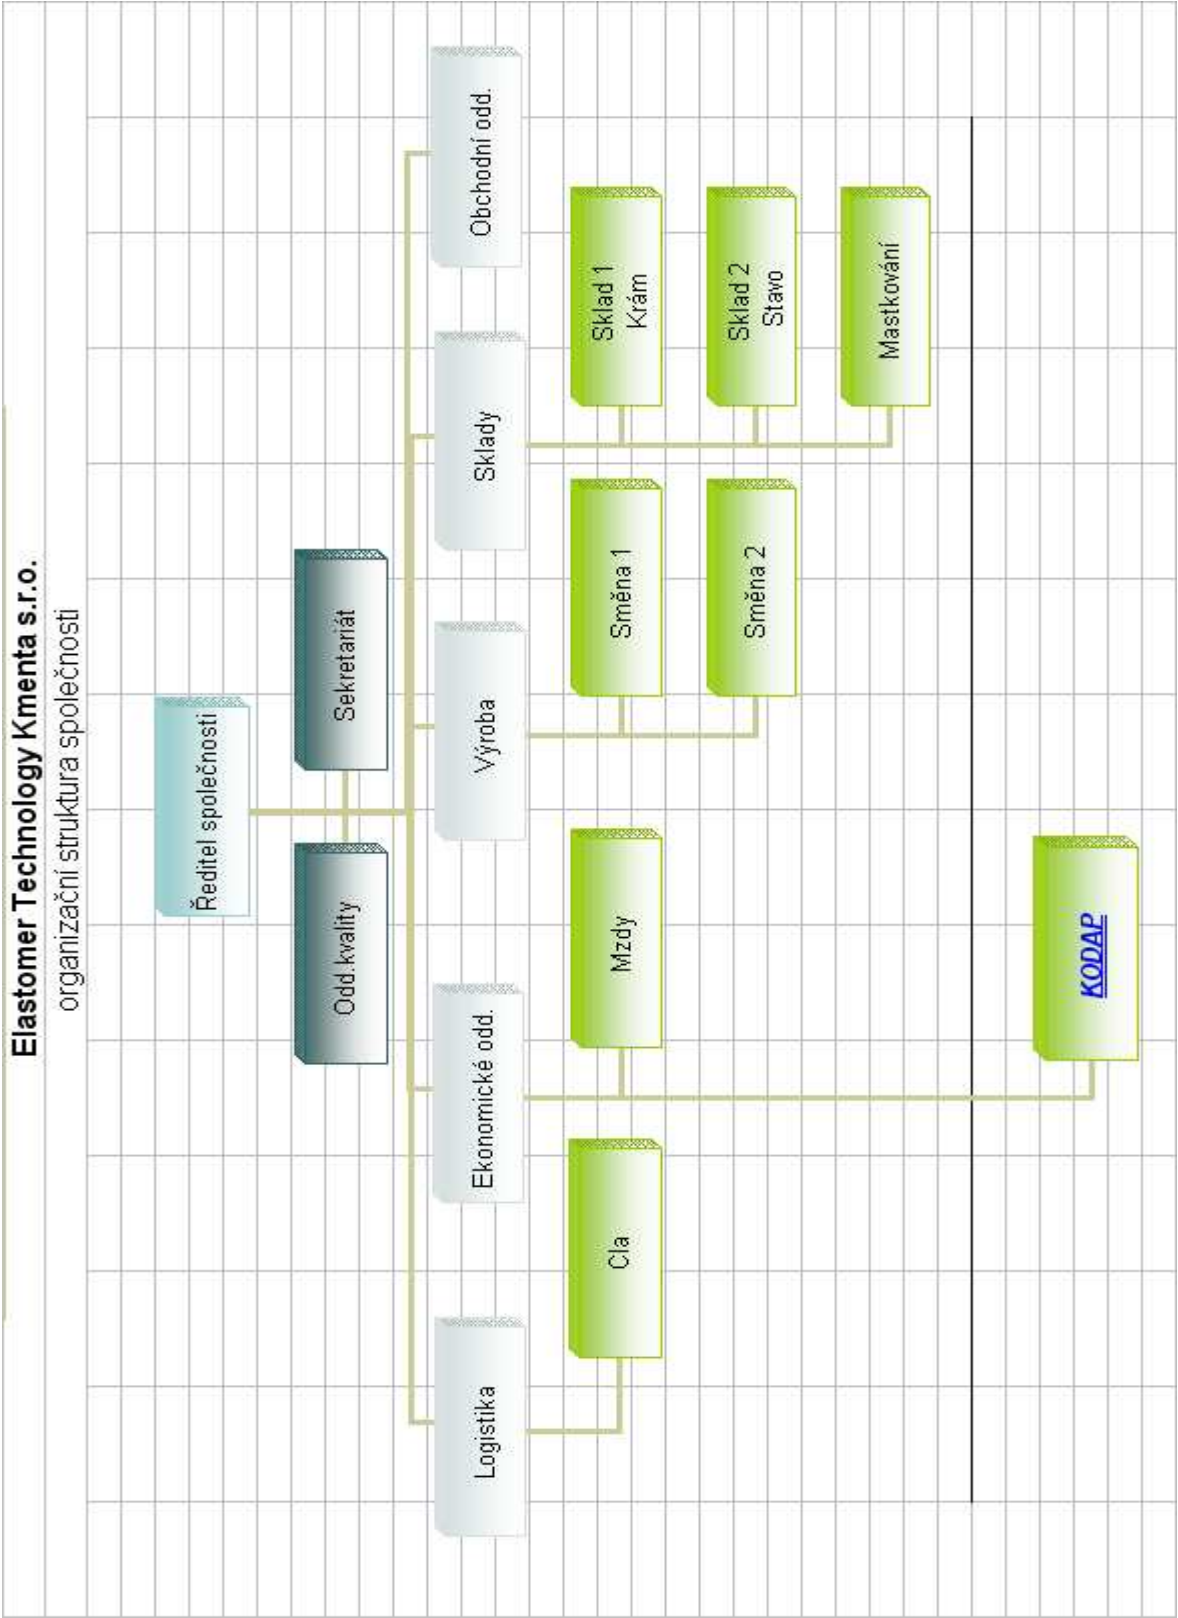 Elastomer Technology Kmenta s.r.o.
organizační struktura společnosti
Ředitel společnosti
Odd.kvality
Sekretariát
Logistika
Ekonomické odd.
Výroba
Sklady
Obchodní odd.
Cla
Mzdy
Směna 1
Sklad 1
Krám
Směna 2
Sklad 2
Stavo
Mastkování
KODAP